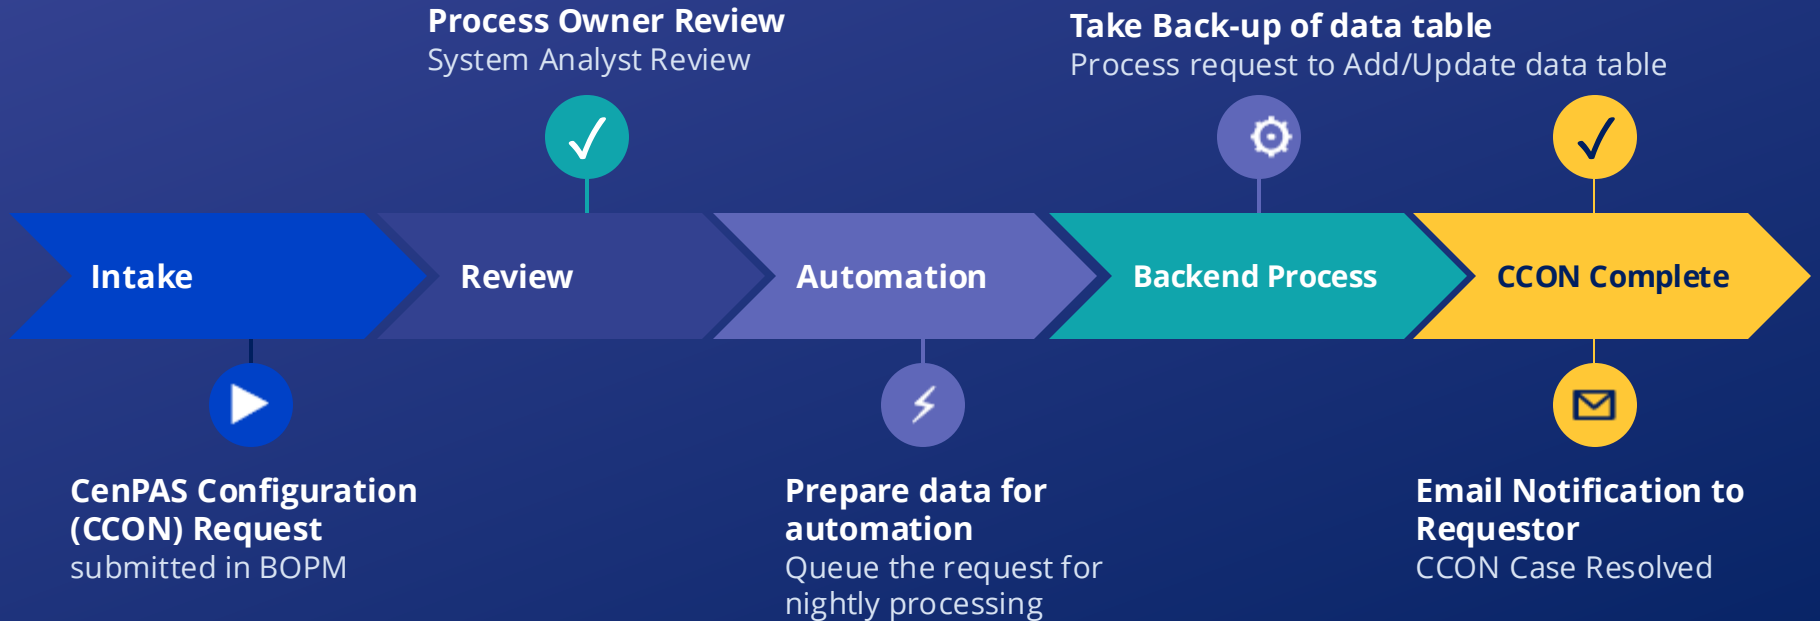 Process Owner Review
System Analyst Review
Take Back-up of data table
Process request to Add/Update data table
Intake
Review
Automation
Backend Process
CCON Complete
CenPAS Configuration
(CCON) Request
submitted in BOPM
Prepare data for
automation
Queue the request for
nightly processing
Email Notification to
Requestor
CCON Case Resolved